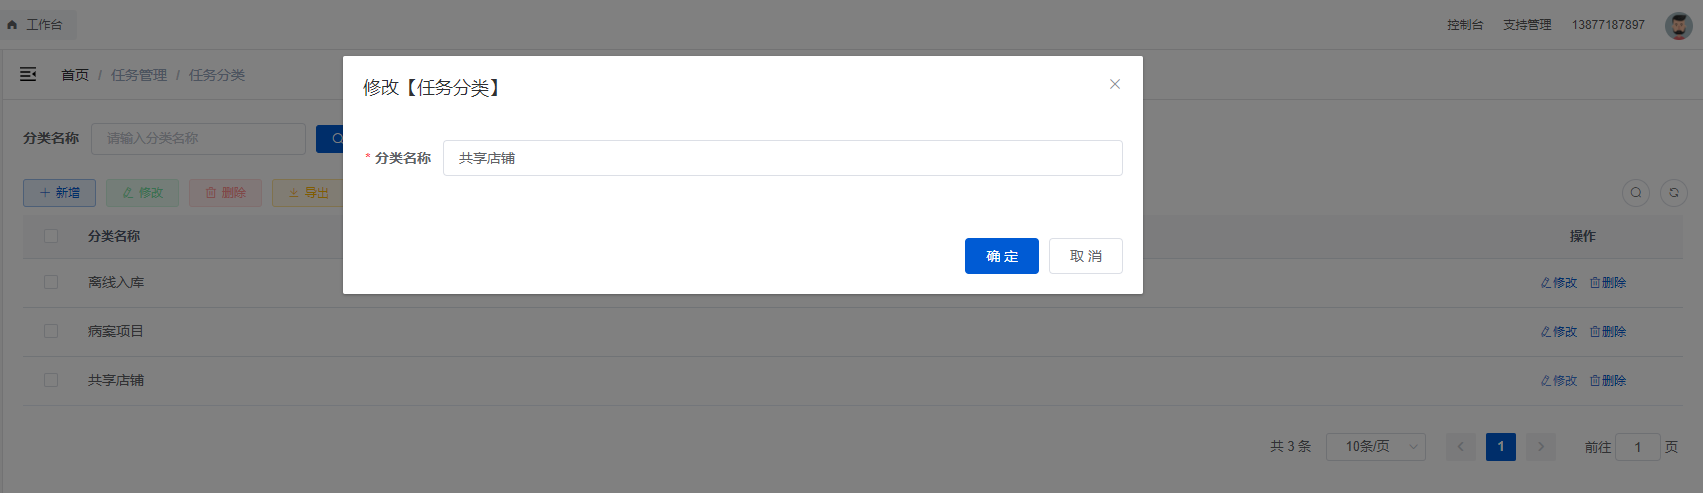 工作台
控制台 支持管理 13877187897
首页 / 任务管理 / 任务分类
修改【任务分类】
分类名称 请输入分类名称
* 分类名称 共享店铺
新增 修改 删除 导出
确 定 取 消
分类名称 操作
离线入库 修改 删除
病案项目 修改 删除
共享店铺 修改 删除
共 3 条 10条/页 1 前往 1 页